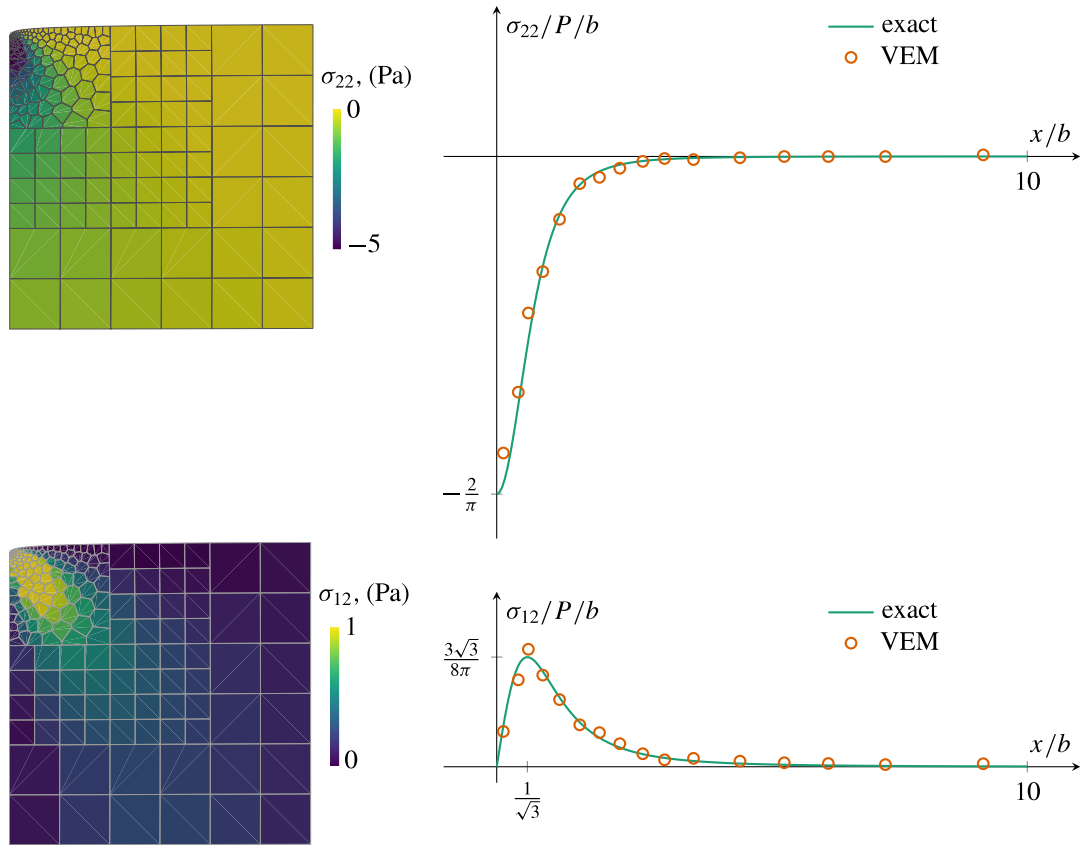 σ₂₂, (Pa)
0
−5
σ₂₂/P/b
exact
VEM
x/b
10
−2/π
σ₁₂, (Pa)
1
0
σ₁₂/P/b
exact
VEM
3√3/8π
x/b
1/√3
10